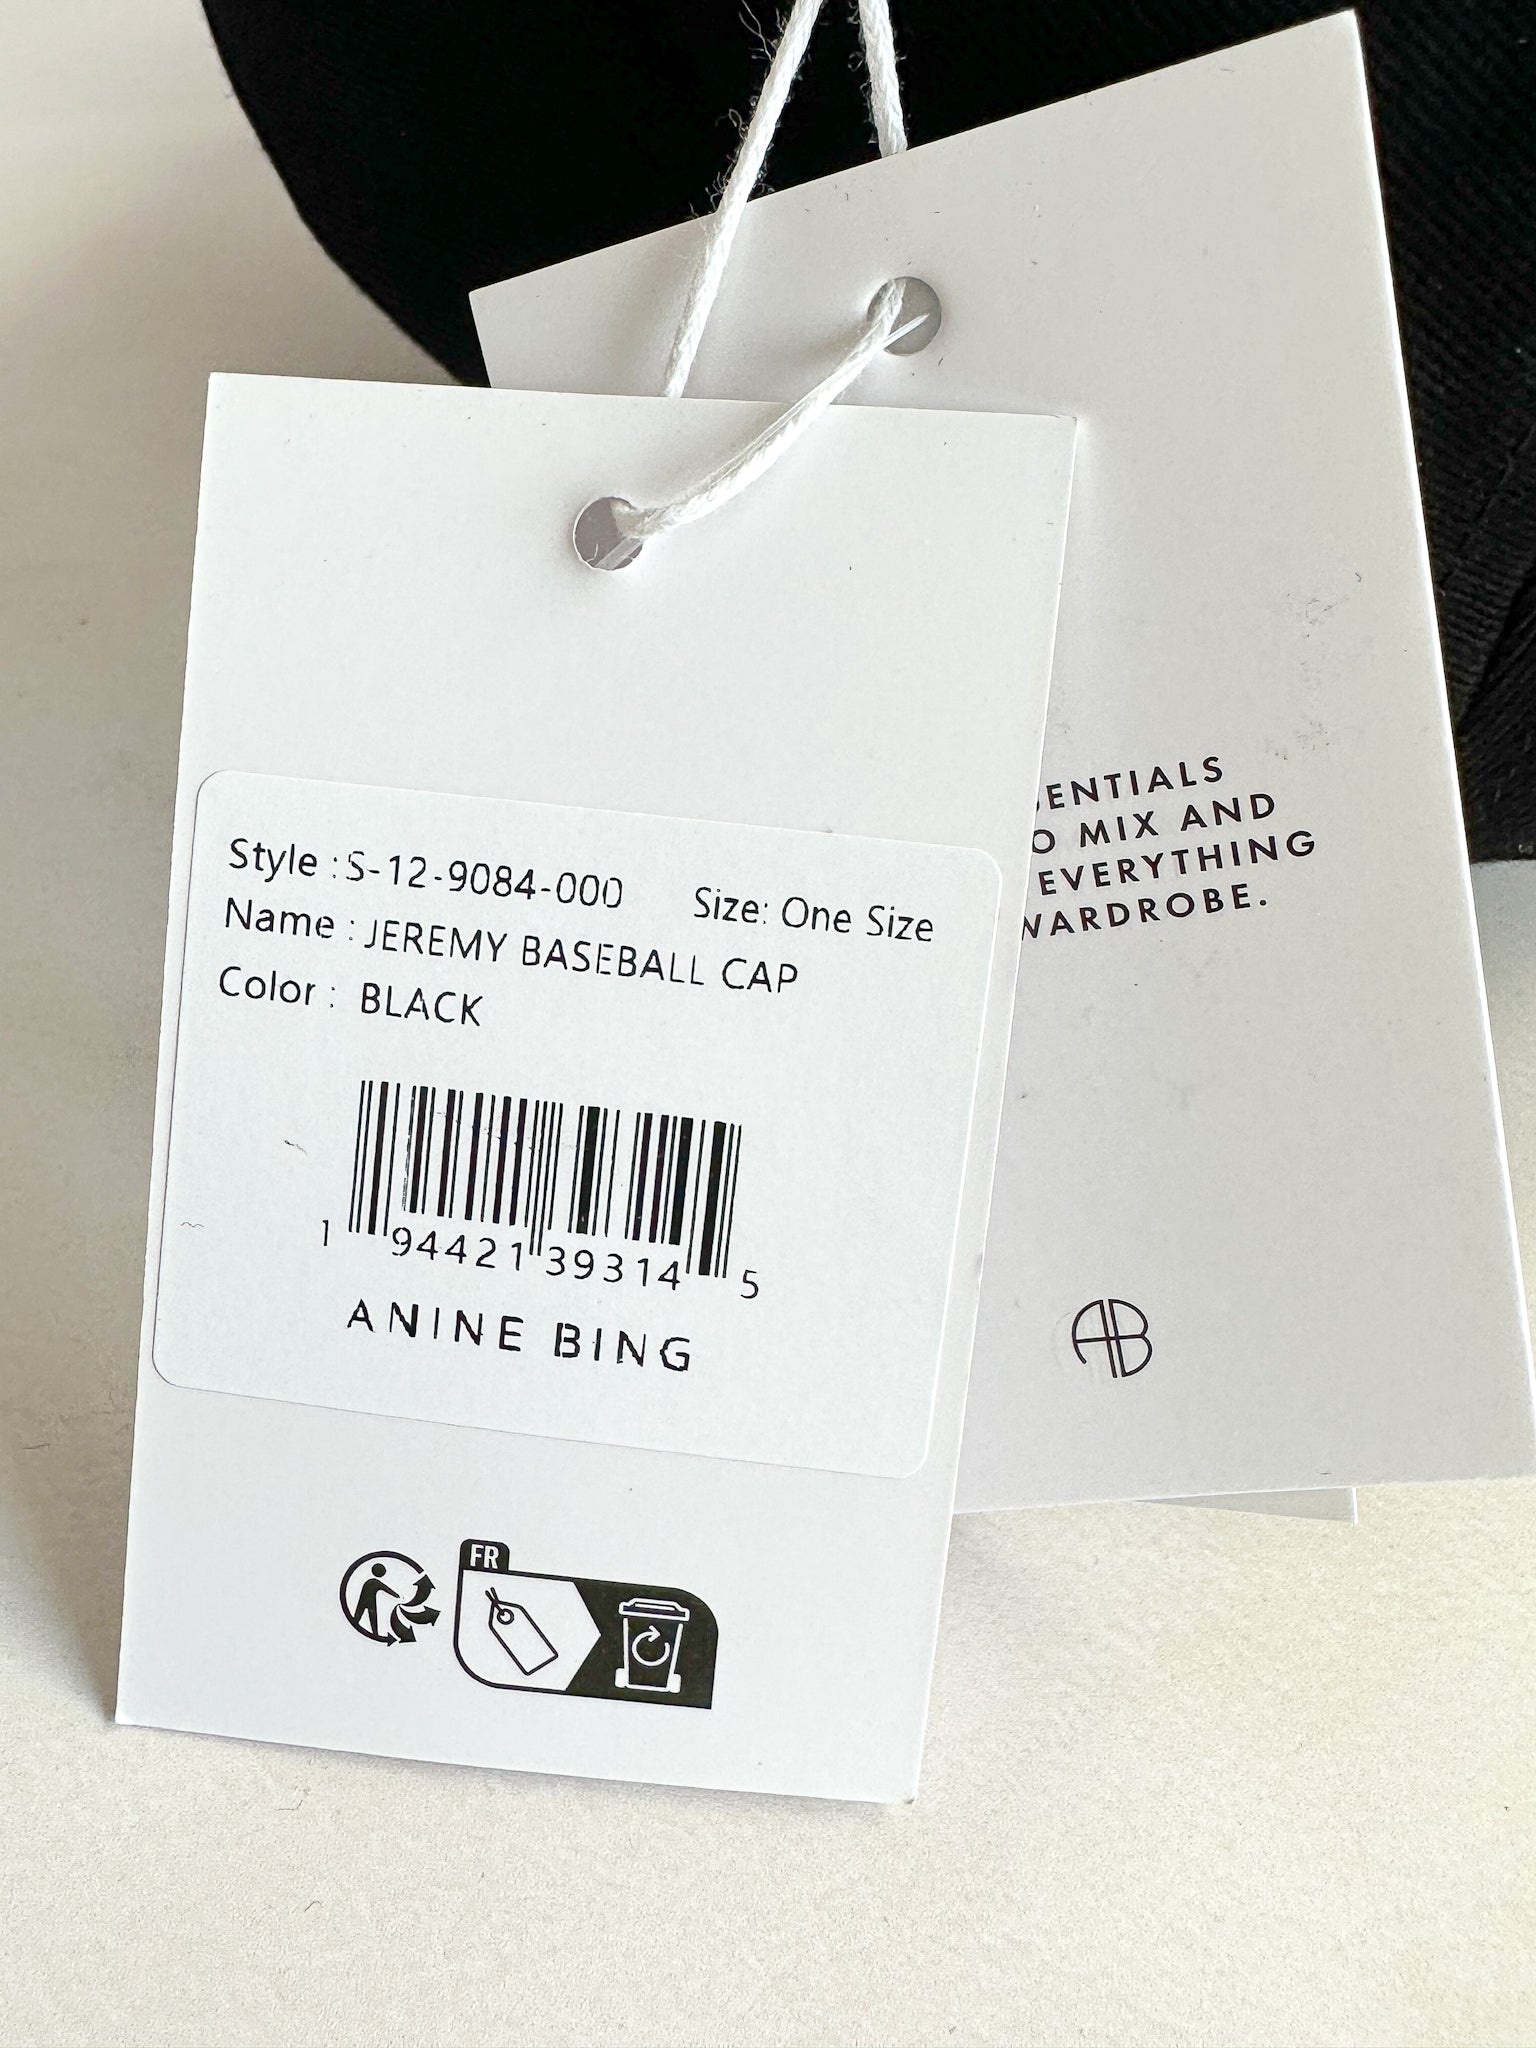 Style : S-12-9084-000 Size: One Size
Name : JEREMY BASEBALL CAP
Color : BLACK
1 94421 39314 5
ANINE BING
FR
MIX AND
EVERYTHING
WARDROBE.
AB